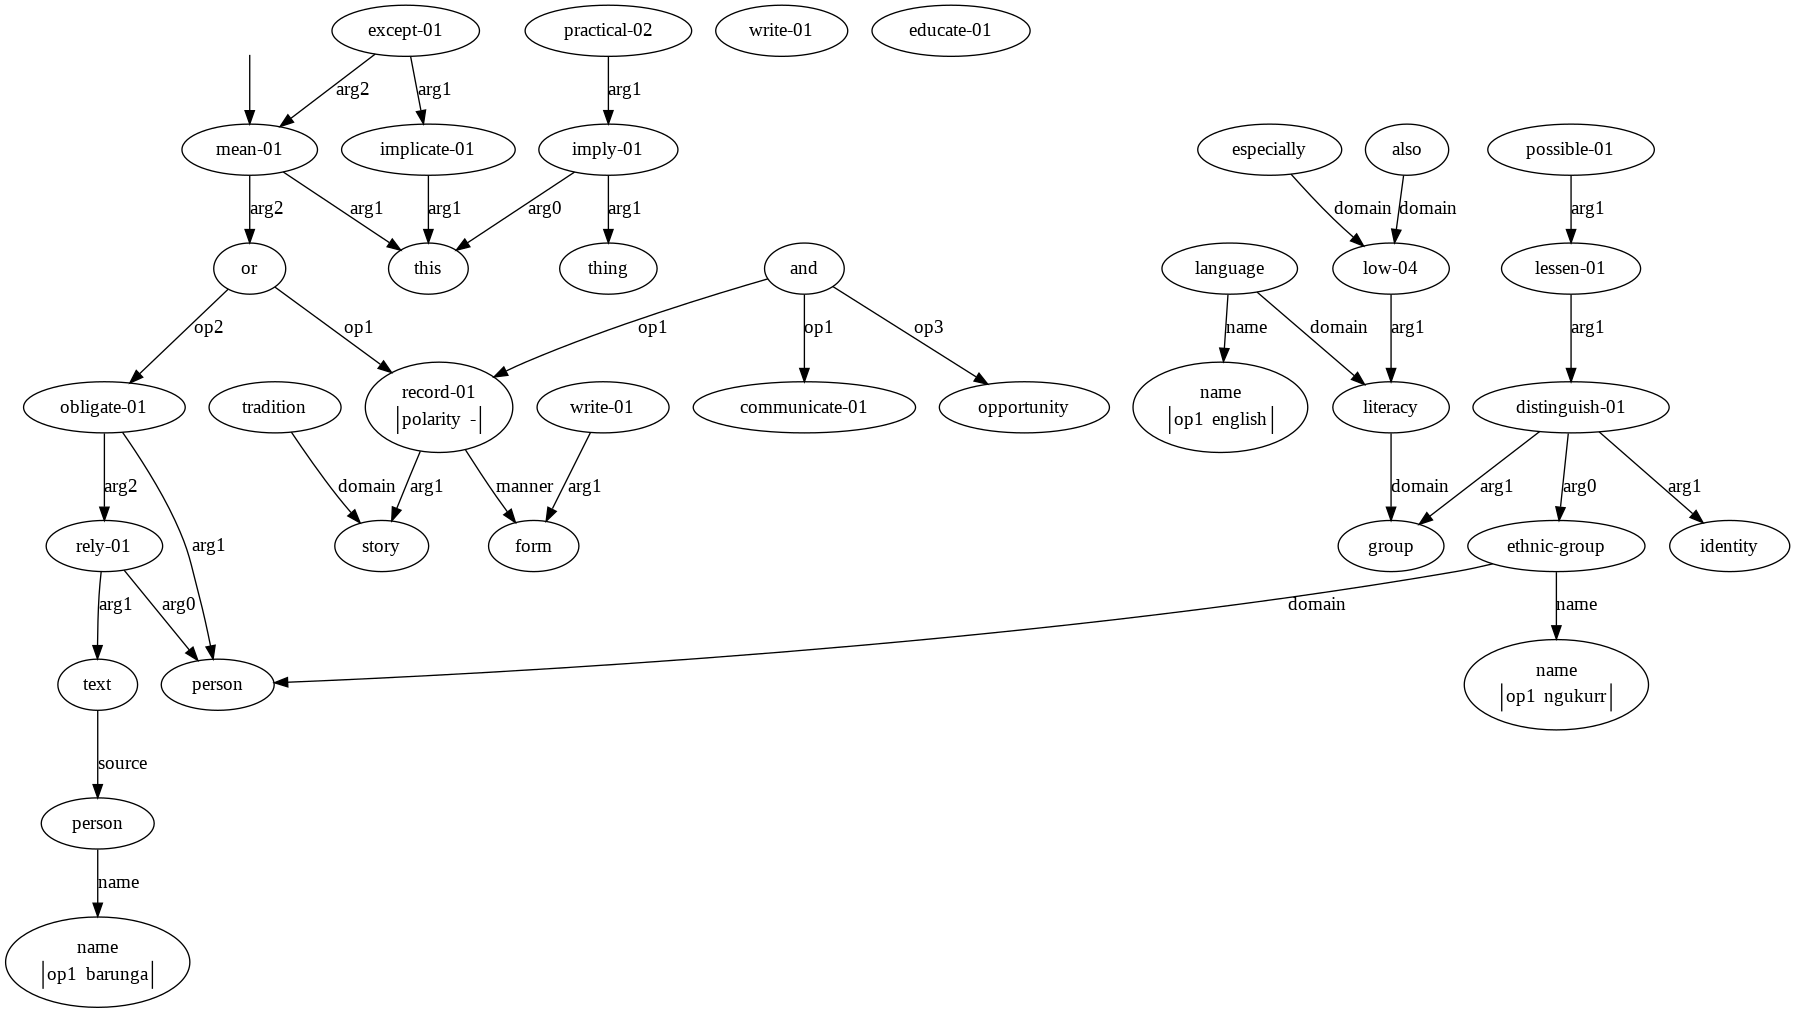 except-01
practical-02
write-01
educate-01
arg2
arg1
arg1
mean-01
implicate-01
imply-01
especially
also
possible-01
arg2
arg1
arg1
arg0
arg1
domain
domain
arg1
or
this
thing
and
language
low-04
lessen-01
op2
op1
op1
op1
op3
name
domain
arg1
arg1
obligate-01
tradition
record-01
polarity -
write-01
communicate-01
opportunity
name
op1 english
literacy
distinguish-01
arg2
domain
arg1
manner
arg1
domain
arg1
arg0
arg1
rely-01
arg1
story
form
group
ethnic-group
identity
arg1
arg0
domain
name
text
person
name
op1 ngukurr
source
person
name
name
op1 barunga